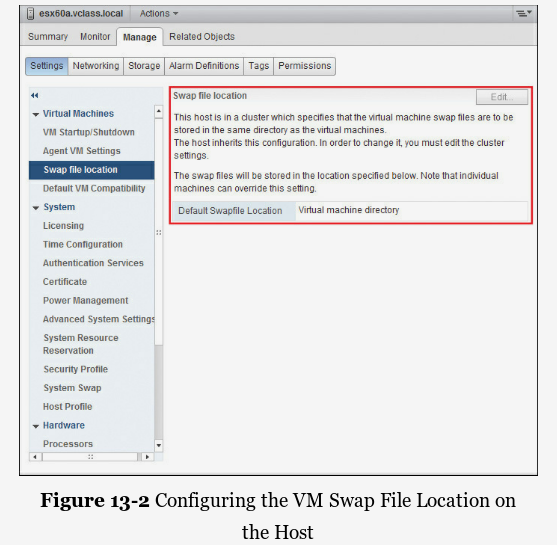 esx60a.vclass.local Actions
Summary Monitor Manage Related Objects
Settings Networking Storage Alarm Definitions Tags Permissions
Virtual Machines
VM Startup/Shutdown
Agent VM Settings
Swap file location
Default VM Compatibility
System
Licensing
Time Configuration
Authentication Services
Certificate
Power Management
Advanced System Settings
System Resource
Reservation
Security Profile
System Swap
Host Profile
Hardware
Processors
Swap file location
Edit...
This host is in a cluster which specifies that the virtual machine swap files are to be
stored in the same directory as the virtual machines.
The host inherits this configuration. In order to change it, you must edit the cluster
settings.
The swap files will be stored in the location specified below. Note that individual
machines can override this setting.
Default Swapfile Location Virtual machine directory
Figure 13-2 Configuring the VM Swap File Location on
the Host